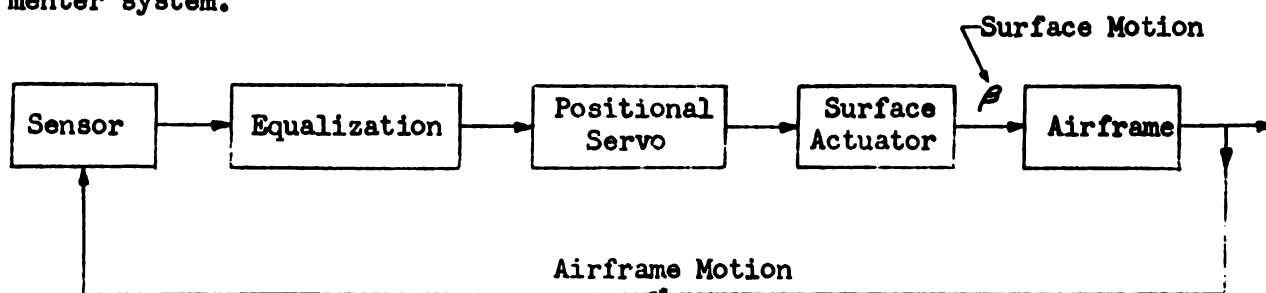 menter system.
Surface Motion
β
Sensor
Equalization
Positional
Servo
Surface
Actuator
Airframe
Airframe Motion